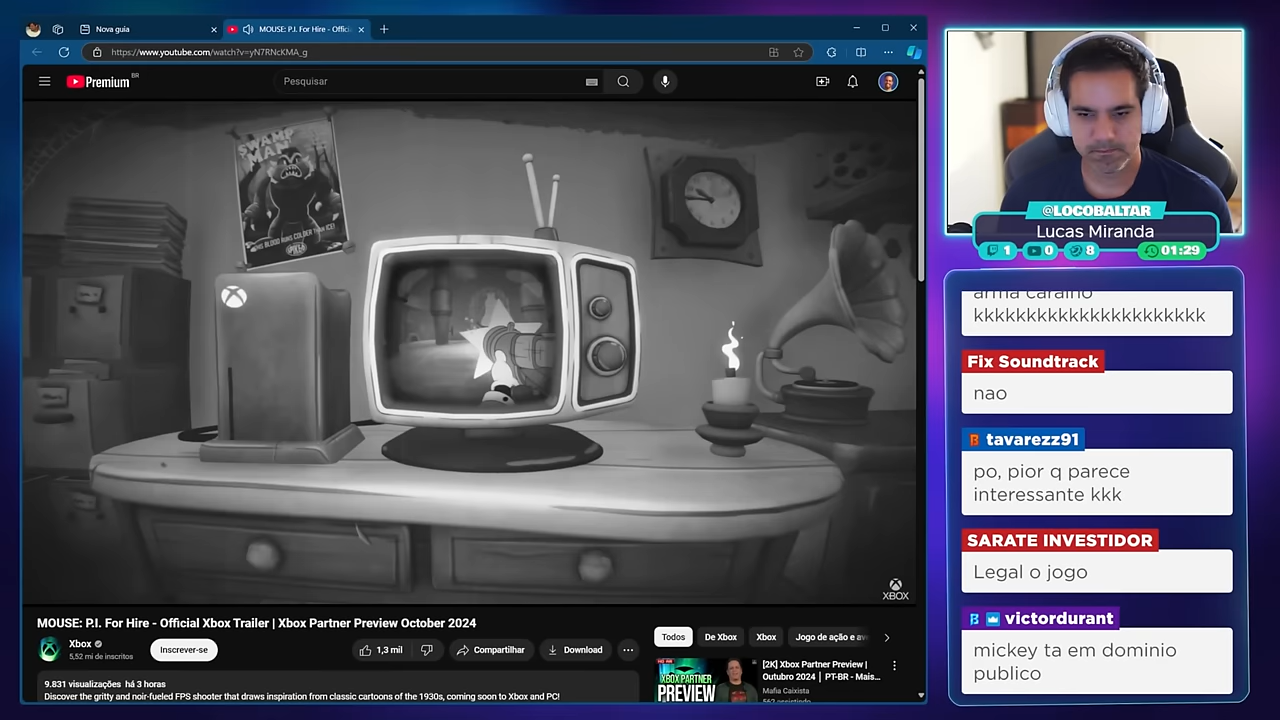 Nova guia
MOUSE: P.I. For Hire - Offici
https://www.youtube.com/watch?v=yN7RNcKMA_g
Premium BR
Pesquisar
SWAMP MAN
XBOX
MOUSE: P.I. For Hire - Official Xbox Trailer | Xbox Partner Preview October 2024
Xbox
5,52 mi de inscritos
Inscrever-se
1,3 mil
Compartilhar
Download
9.831 visualizações há 3 horas
Discover the gritty and noir-fueled FPS shooter that draws inspiration from classic cartoons of the 1930s, coming soon to Xbox and PC!
Todos
De Xbox
Xbox
Jogo de ação e ave
XBOX PARTNER
PREVIEW
[2K] Xbox Partner Preview |
Outubro 2024 | PT-BR - Mais...
Mafia Caixista
562 assistindo
@LOCOBALTAR
Lucas Miranda
1
0
8
01:29
arma caralho
kkkkkkkkkkkkkkkkkkkkkk
Fix Soundtrack
nao
tavarezz91
po, pior q parece
interessante kkk
SARATE INVESTIDOR
Legal o jogo
victordurant
mickey ta em dominio
publico